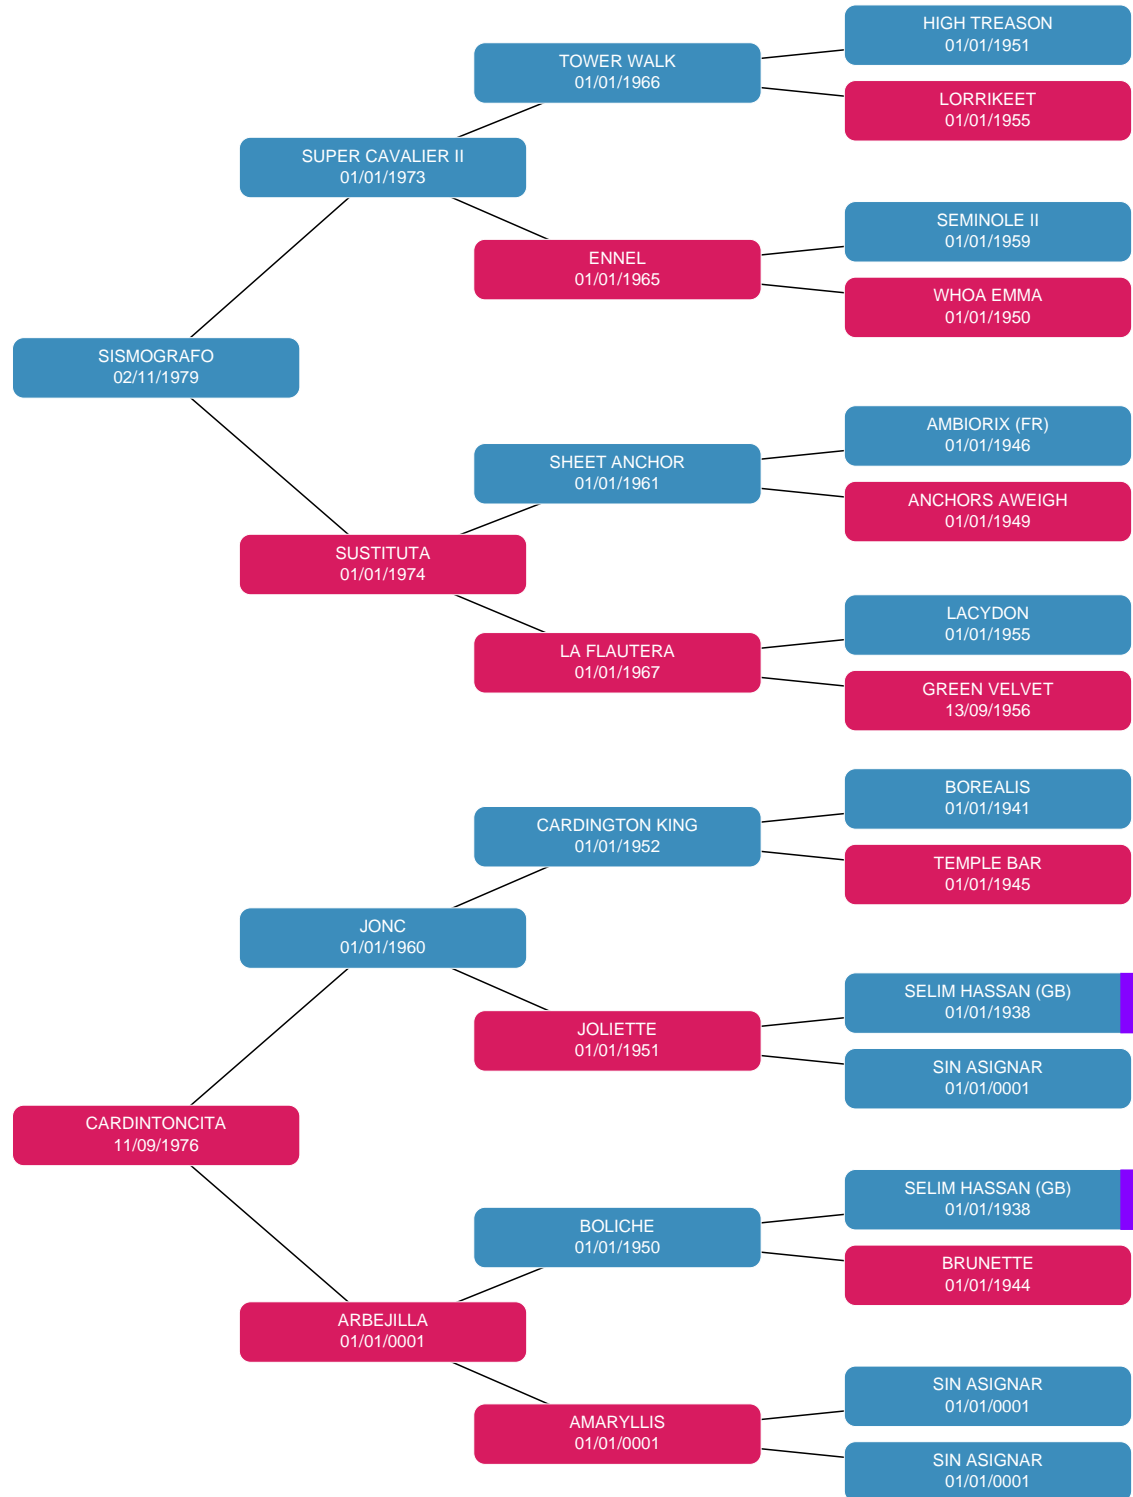 HIGH TREASON
01/01/1951
TOWER WALK
01/01/1966
LORRIKEET
01/01/1955
SUPER CAVALIER II
01/01/1973
SEMINOLE II
01/01/1959
ENNEL
01/01/1965
WHOA EMMA
01/01/1950
SISMOGRAFO
02/11/1979
AMBIORIX (FR)
01/01/1946
SHEET ANCHOR
01/01/1961
ANCHORS AWEIGH
01/01/1949
SUSTITUTA
01/01/1974
LACYDON
01/01/1955
LA FLAUTERA
01/01/1967
GREEN VELVET
13/09/1956
BOREALIS
01/01/1941
CARDINGTON KING
01/01/1952
TEMPLE BAR
01/01/1945
JONC
01/01/1960
SELIM HASSAN (GB)
01/01/1938
JOLIETTE
01/01/1951
SIN ASIGNAR
01/01/0001
CARDINTONCITA
11/09/1976
SELIM HASSAN (GB)
01/01/1938
BOLICHE
01/01/1950
BRUNETTE
01/01/1944
ARBEJILLA
01/01/0001
SIN ASIGNAR
01/01/0001
AMARYLLIS
01/01/0001
SIN ASIGNAR
01/01/0001